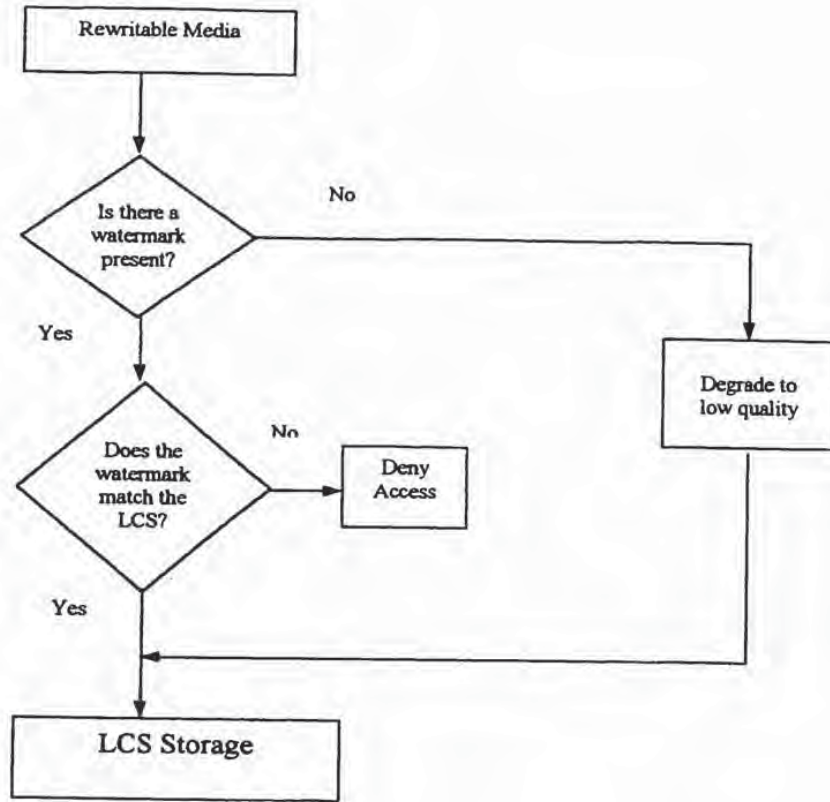 Rewritable Media
No
Is there a
watermark
present?
Yes
Degrade to
low quality
No
Does the
watermark
match the
LCS?
Deny
Access
Yes
LCS Storage